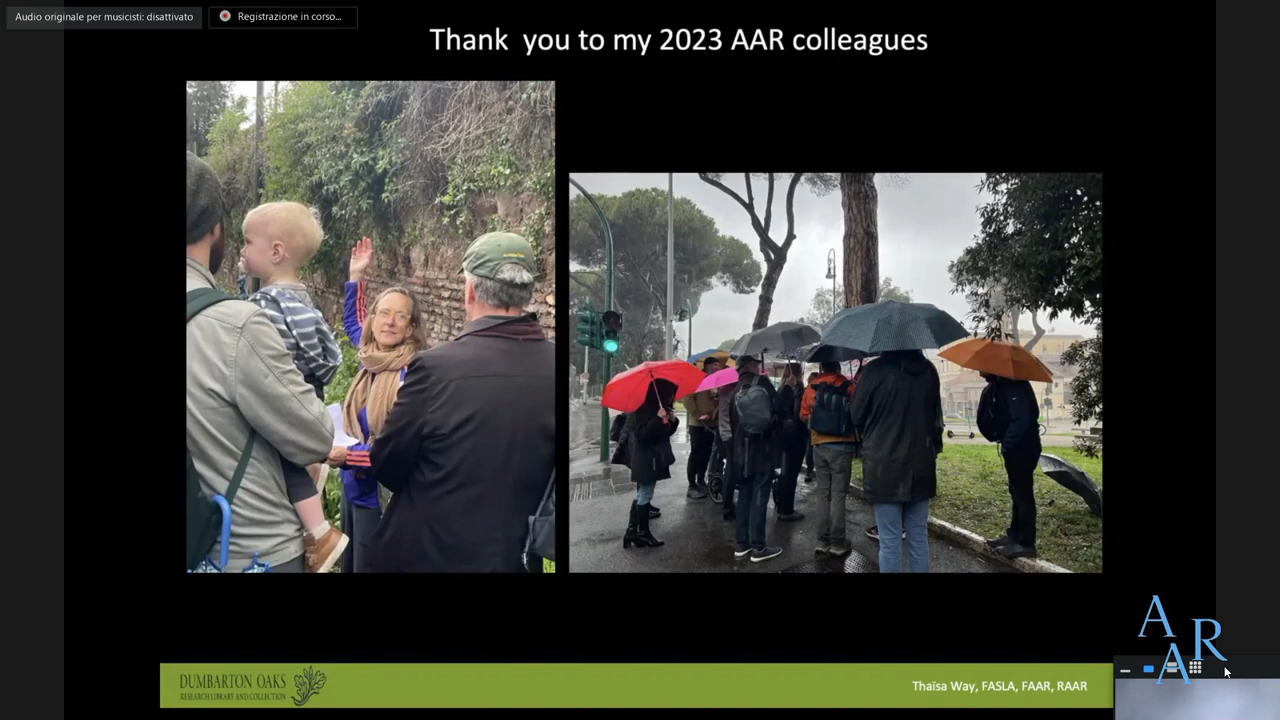 Audio originale per musicisti: disattivato
Registrazione in corso...
Thank you to my 2023 AAR colleagues
DUMBARTON OAKS
RESEARCH LIBRARY AND COLLECTION
Thaïsa Way, FASLA, FAAR, RAAR
AAR